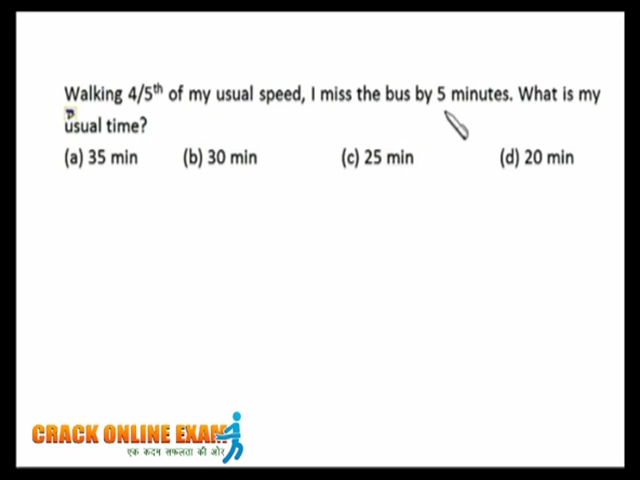 Walking 4/5th of my usual speed, I miss the bus by 5 minutes. What is my
usual time?
(a) 35 min (b) 30 min (c) 25 min (d) 20 min
CRACK ONLINE EXAM
एक कदम सफलता की ओर